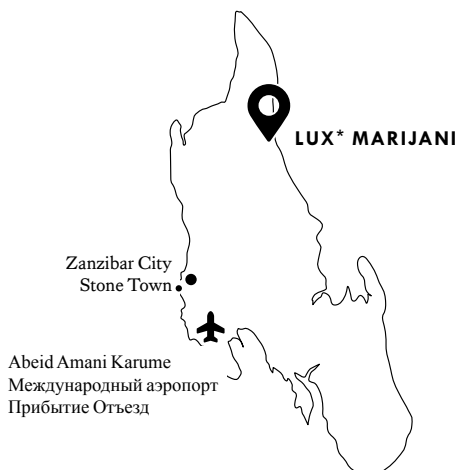 LUX* MARIJANI
Zanzibar City
Stone Town
Abeid Amani Karume
Международный аэропорт
Прибытие Отъезд